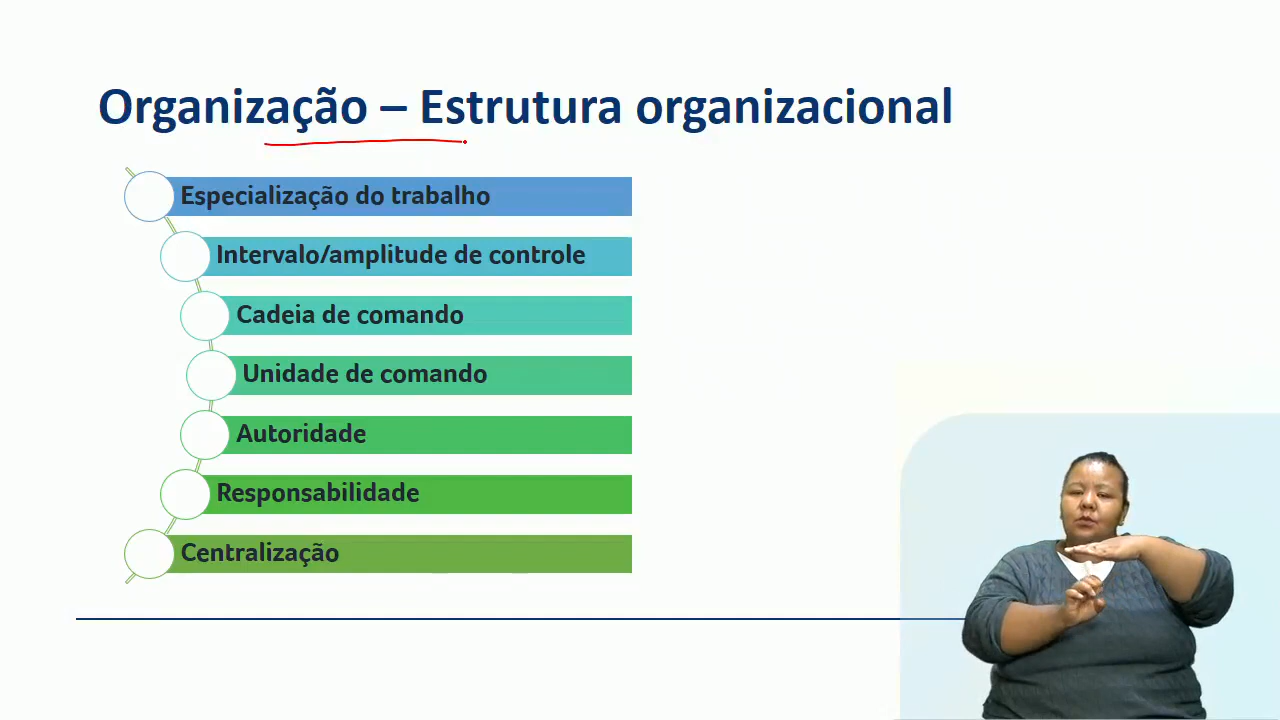 Organização – Estrutura organizacional
Especialização do trabalho
Intervalo/amplitude de controle
Cadeia de comando
Unidade de comando
Autoridade
Responsabilidade
Centralização